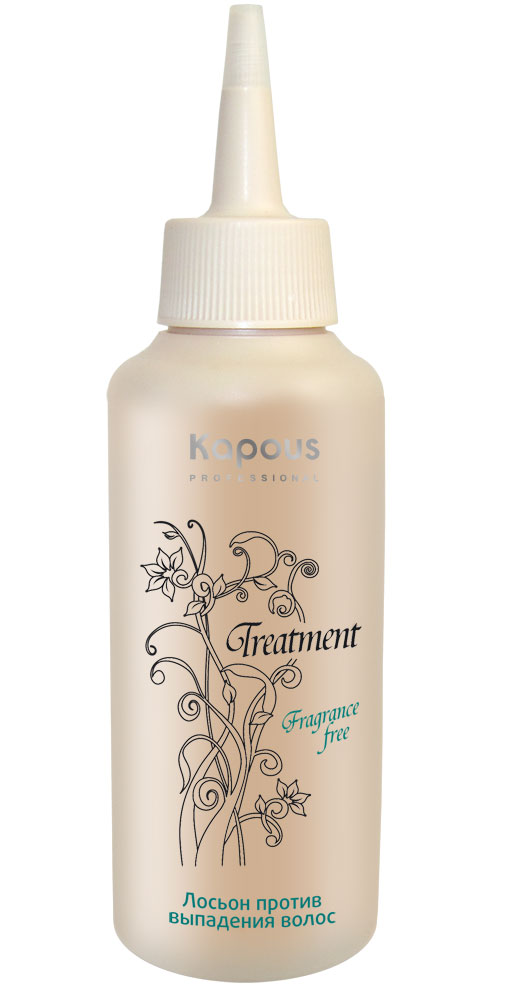 Kapous
PROFESSIONAL
Treatment
Fragrance
free
Лосьон против
выпадения волос